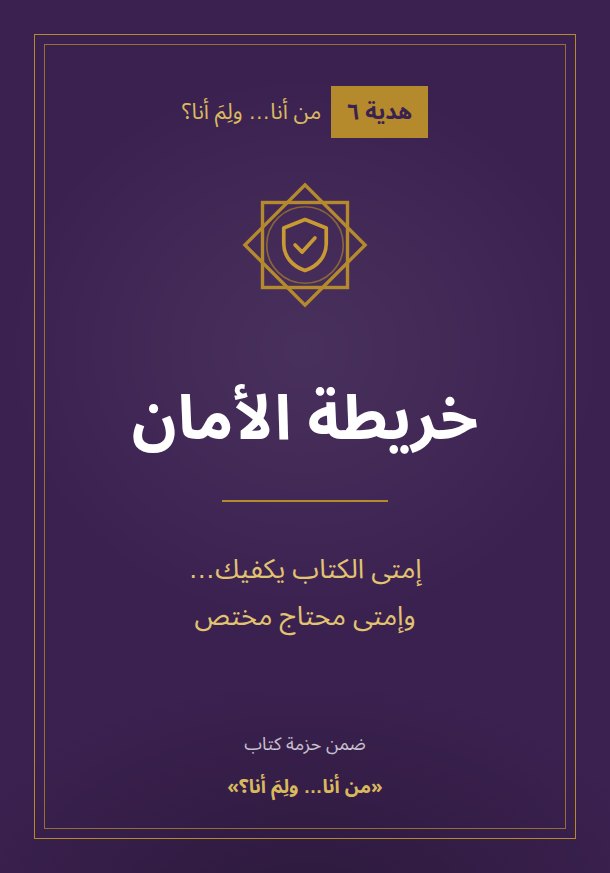 هدية ٦ من أنا... ولِمَ أنا؟
خريطة الأمان
إمتى الكتاب يكفيك...
وإمتى محتاج مختص
ضمن حزمة كتاب
«من أنا... ولِمَ أنا؟»